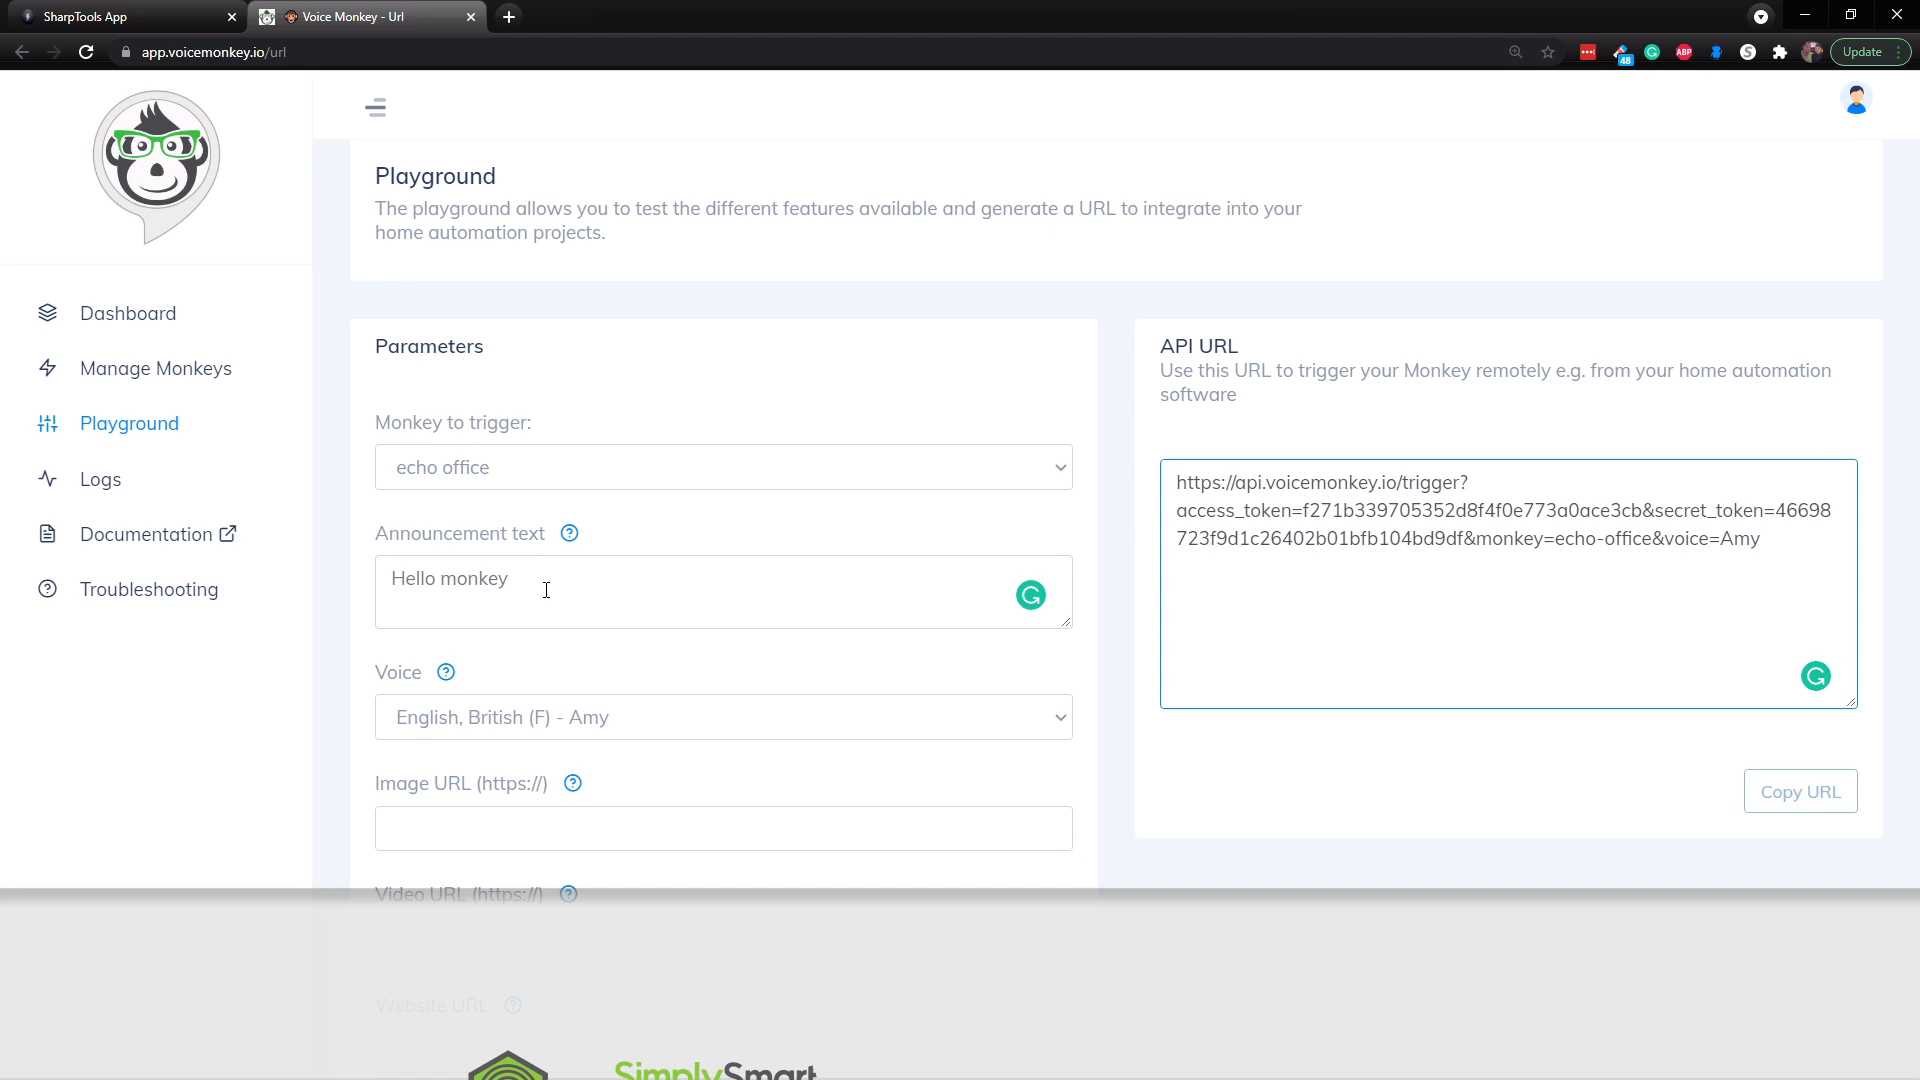 SharpTools App
Voice Monkey - Url
app.voicemonkey.io/url
48
ABP
S
Update
Playground
The playground allows you to test the different features available and generate a URL to integrate into your
home automation projects.
Dashboard
Manage Monkeys
Playground
Logs
Documentation
Troubleshooting
Parameters
Monkey to trigger:
echo office
Announcement text
Hello monkey
Voice
English, British (F) - Amy
Image URL (https://)
Video URL (https://)
Website URL
API URL
Use this URL to trigger your Monkey remotely e.g. from your home automation
software
https://api.voicemonkey.io/trigger?
access_token=f271b339705352d8f4f0e773a0ace3cb&secret_token=46698
723f9d1c26402b01bfb104bd9df&monkey=echo-office&voice=Amy
Copy URL
SimplySmart